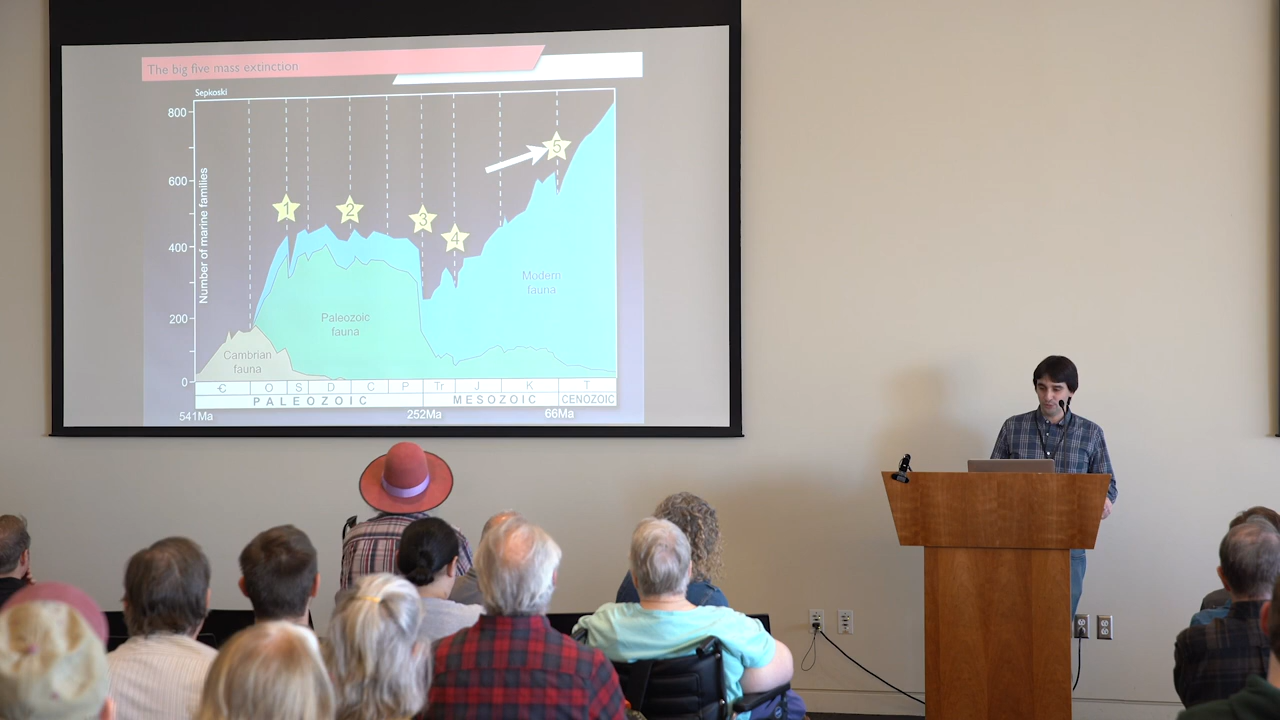 The big five mass extinction
Sepkoski
800
600
400
200
0
Number of marine families
1
2
3
4
5
Modern
fauna
Paleozoic
fauna
Cambrian
fauna
Є O S D C P Tr J K T
PALEOZOIC MESOZOIC CENOZOIC
541Ma 252Ma 66Ma